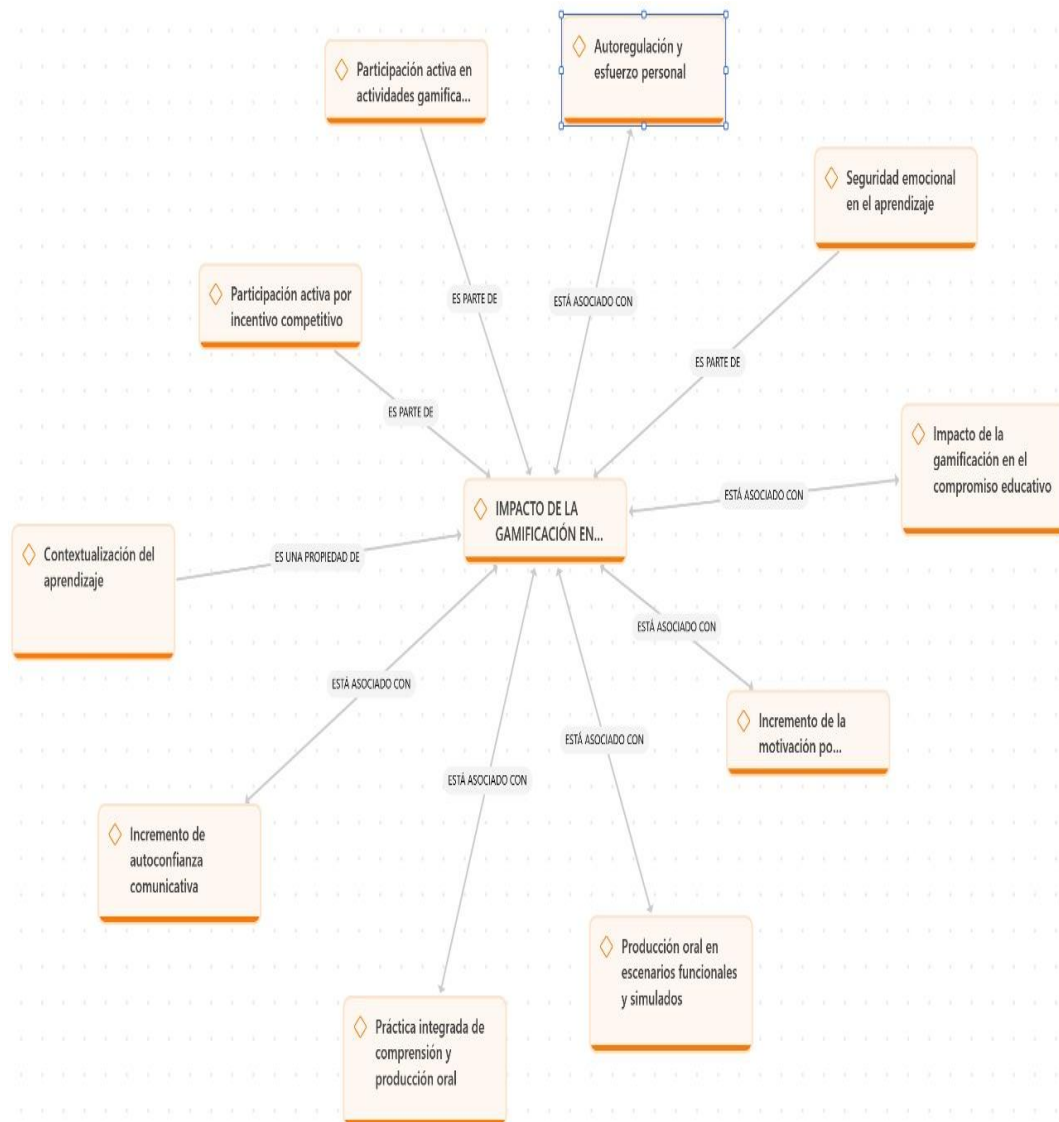 Autoregulación y
esfuerzo personal
Participación activa en
actividades gamifica...
Seguridad emocional
en el aprendizaje
Participación activa por
incentivo competitivo
ES PARTE DE
ESTÁ ASOCIADO CON
ES PARTE DE
ES PARTE DE
Impacto de la
gamificación en el
compromiso educativo
ESTÁ ASOCIADO CON
IMPACTO DE LA
GAMIFICACIÓN EN...
Contextualización del
aprendizaje
ES UNA PROPIEDAD DE
ESTÁ ASOCIADO CON
ESTÁ ASOCIADO CON
Incremento de la
motivación po...
ESTÁ ASOCIADO CON
ESTÁ ASOCIADO CON
Incremento de
autoconfianza
comunicativa
Producción oral en
escenarios funcionales
y simulados
Práctica integrada de
comprensión y
producción oral